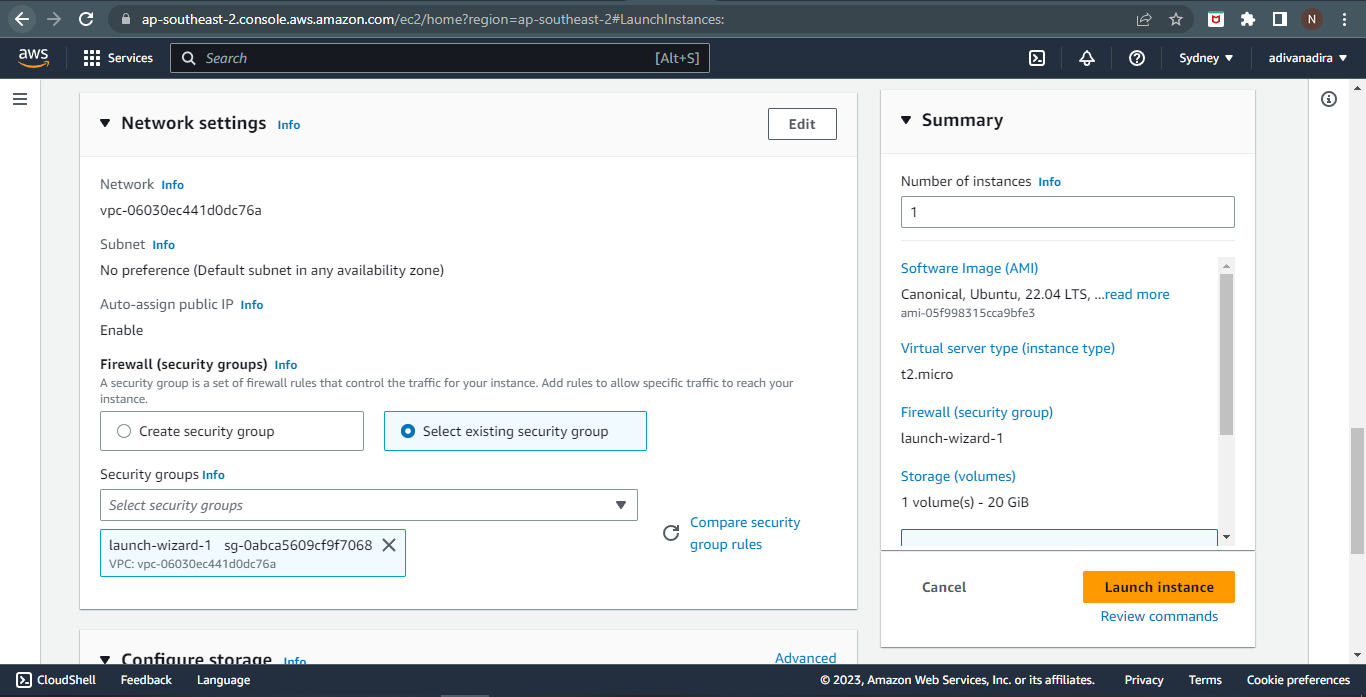 ap-southeast-2.console.aws.amazon.com/ec2/home?region=ap-southeast-2#LaunchInstances:
N
aws
Services
Search
[Alt+S]
Sydney
adivanadira
Network settings Info
Edit
Network Info
vpc-06030ec441d0dc76a
Subnet Info
No preference (Default subnet in any availability zone)
Auto-assign public IP Info
Enable
Firewall (security groups) Info
A security group is a set of firewall rules that control the traffic for your instance. Add rules to allow specific traffic to reach your
instance.
Create security group
Select existing security group
Security groups Info
Select security groups
launch-wizard-1 sg-0abca5609cf9f7068
VPC: vpc-06030ec441d0dc76a
Compare security
group rules
Configure storage Info
Advanced
Summary
Number of instances Info
1
Software Image (AMI)
Canonical, Ubuntu, 22.04 LTS, ...read more
ami-05f998315cca9bfe3
Virtual server type (instance type)
t2.micro
Firewall (security group)
launch-wizard-1
Storage (volumes)
1 volume(s) - 20 GiB
Cancel
Launch instance
Review commands
CloudShell
Feedback
Language
© 2023, Amazon Web Services, Inc. or its affiliates.
Privacy
Terms
Cookie preferences